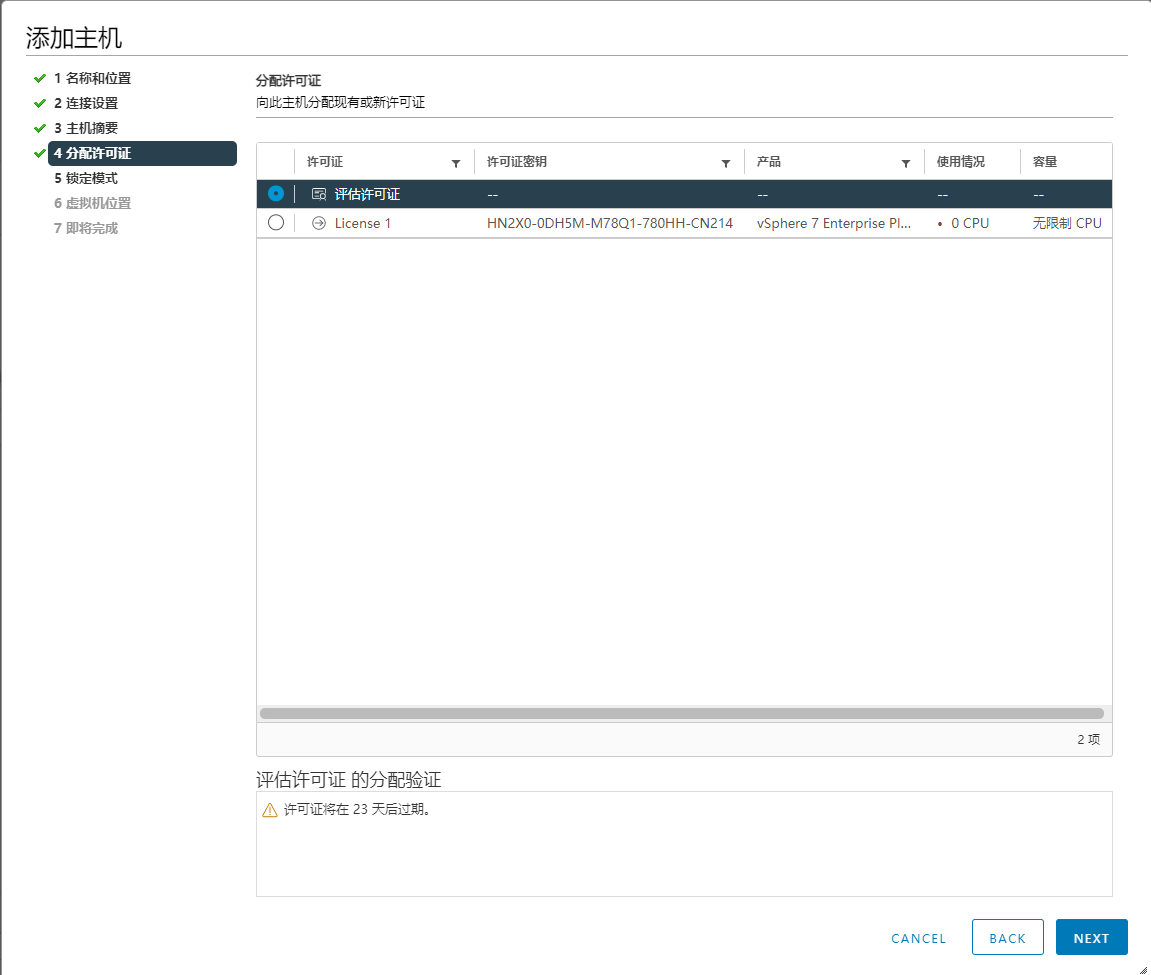 添加主机
1 名称和位置
2 连接设置
3 主机摘要
4 分配许可证
5 锁定模式
6 虚拟机位置
7 即将完成
分配许可证
向此主机分配现有或新许可证
许可证 许可证密钥 产品 使用情况 容量
评估许可证 -- -- -- --
License 1 HN2X0-0DH5M-M78Q1-780HH-CN214 vSphere 7 Enterprise Pl... • 0 CPU 无限制 CPU
2 项
评估许可证 的分配验证
许可证将在 23 天后过期。
CANCEL BACK NEXT